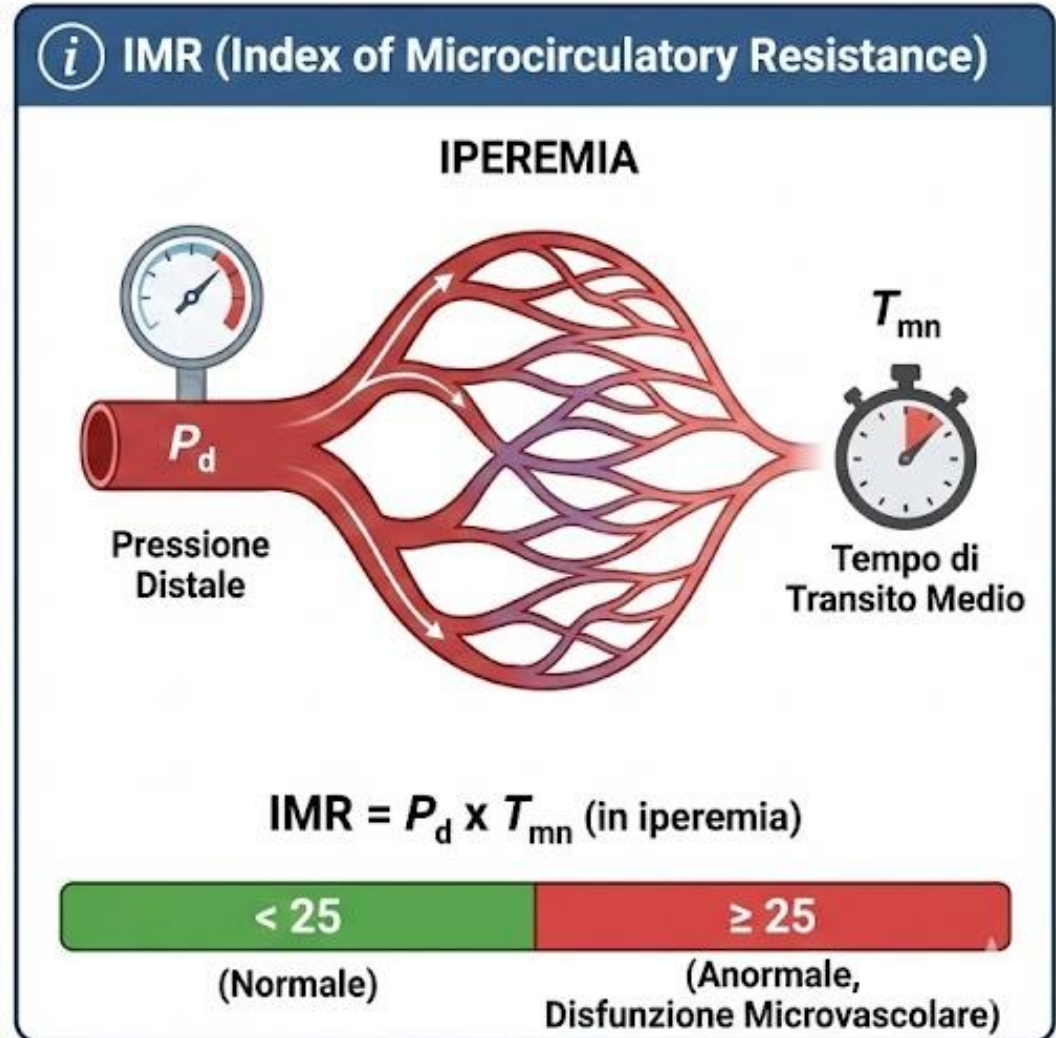 i IMR (Index of Microcirculatory Resistance)
IPEREMIA
Pd
Pressione
Distale
Tmn
Tempo di
Transito Medio
IMR = Pd x Tmn (in iperemia)
< 25
≥ 25
(Normale)
(Anormale,
Disfunzione Microvascolare)